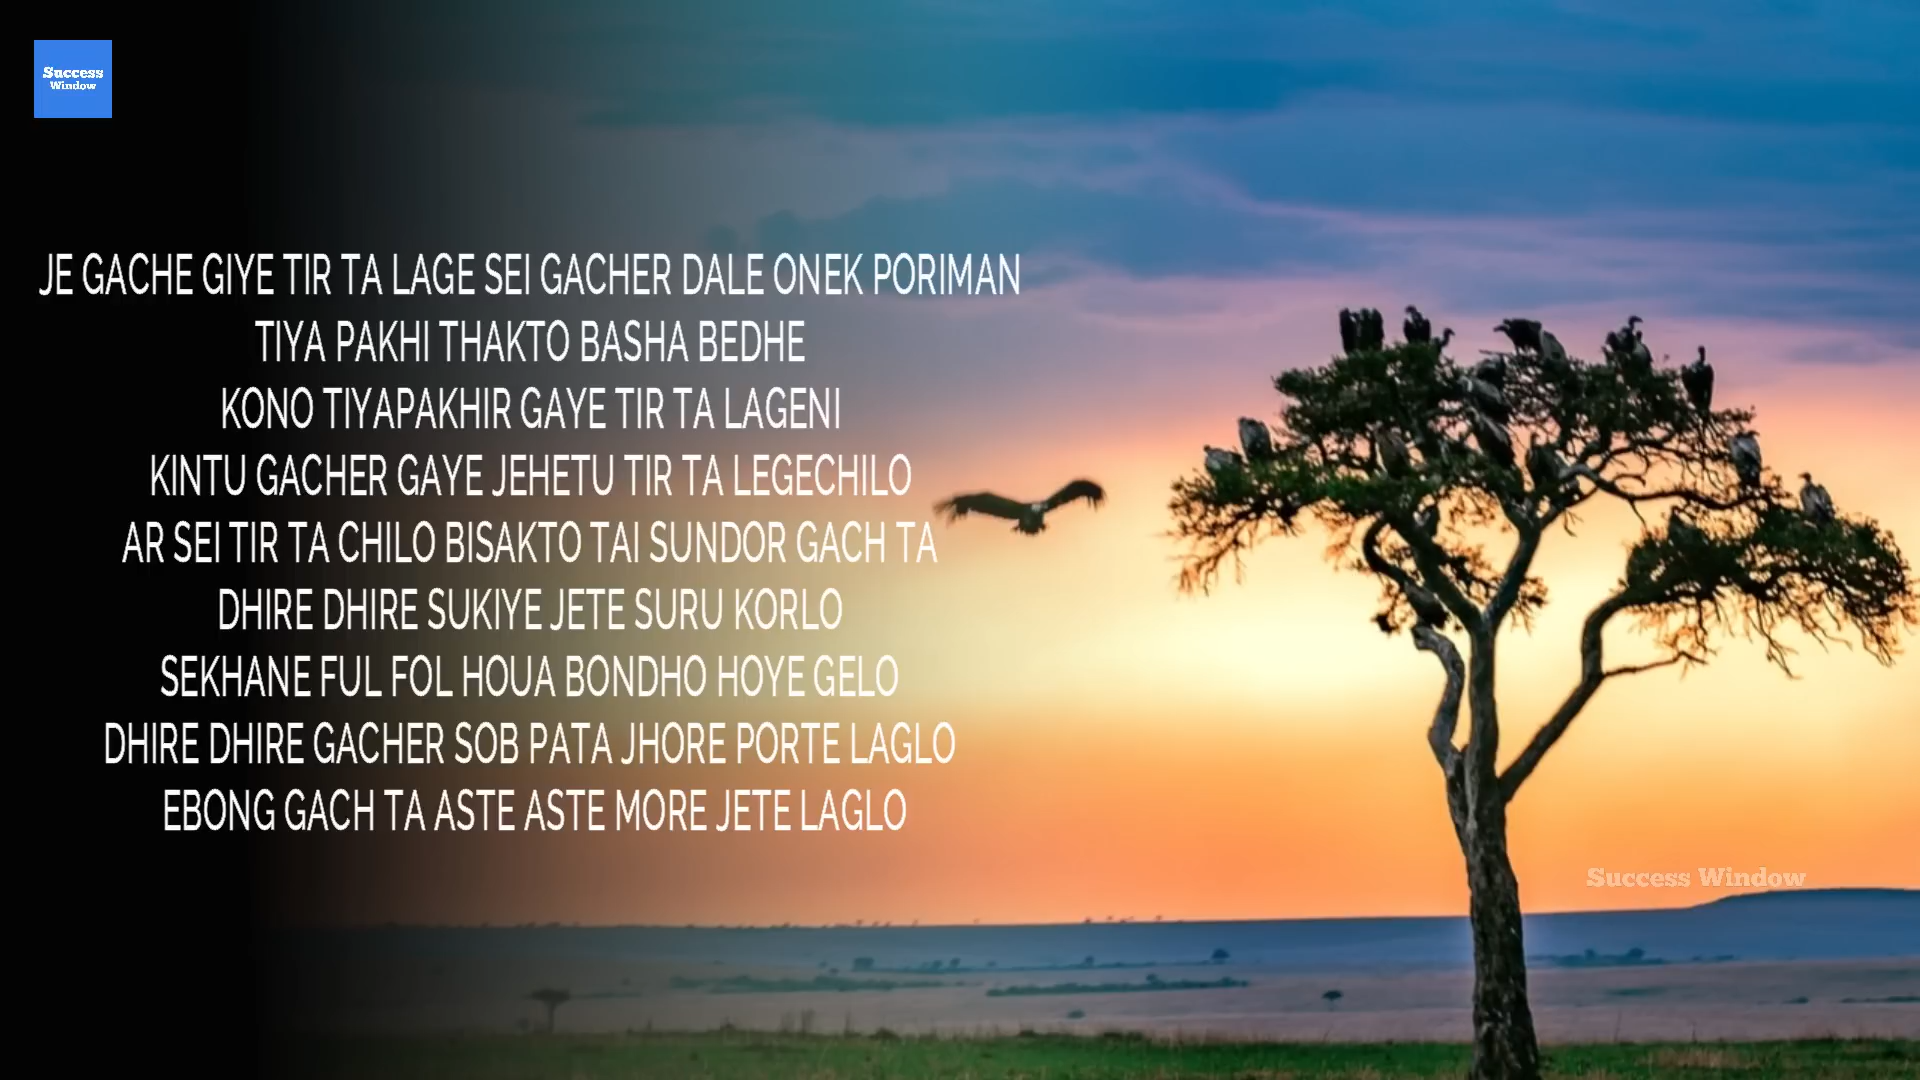 Success
Window
JE GACHE GIYE TIR TA LAGE SEI GACHER DALE ONEK PORIMAN
TIYA PAKHI THAKTO BASHA BEDHE
KONO TIYAPAKHIR GAYE TIR TA LAGENI
KINTU GACHER GAYE JEHETU TIR TA LEGECHILO
AR SEI TIR TA CHILO BISAKTO TAI SUNDOR GACH TA
DHIRE DHIRE SUKIYE JETE SURU KORLO
SEKHANE FUL FOL HOUA BONDHO HOYE GELO
DHIRE DHIRE GACHER SOB PATA JHORE PORTE LAGLO
EBONG GACH TA ASTE ASTE MORE JETE LAGLO
Success Window